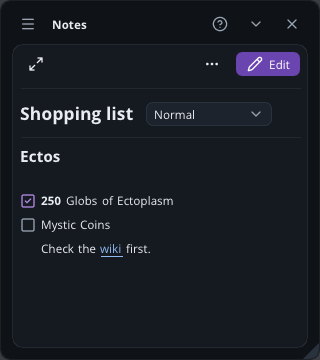 Notes
Edit
Shopping list
Normal
Ectos
250 Globs of Ectoplasm
Mystic Coins
Check the wiki first.